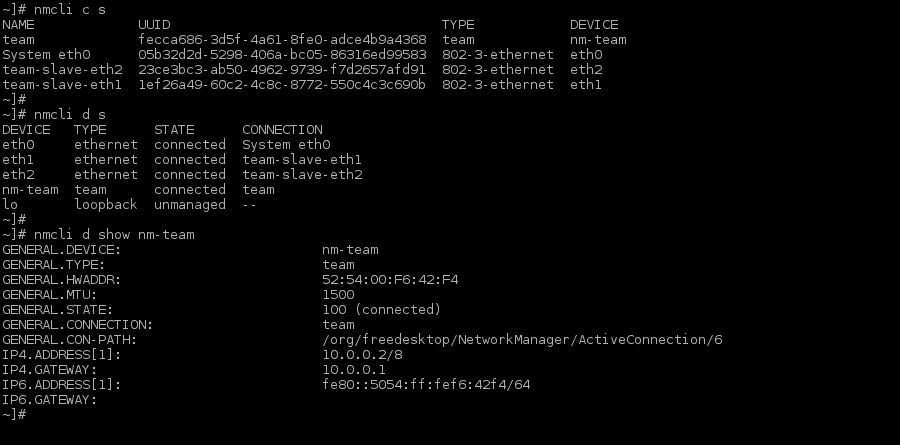 ~]# nmcli c s
NAME             UUID                                  TYPE            DEVICE
team             fecca686-3d5f-4a61-8fe0-adce4b9a4368  team            nm-team
System eth0      05b32d2d-5298-406a-bc05-86316ed99583  802-3-ethernet  eth0
team-slave-eth2  23ce3bc3-ab50-4962-9739-f7d2657afd91  802-3-ethernet  eth2
team-slave-eth1  1ef26a49-60c2-4c8c-8772-550c4c3c690b  802-3-ethernet  eth1
~]#
~]# nmcli d s
DEVICE   TYPE      STATE      CONNECTION
eth0     ethernet  connected  System eth0
eth1     ethernet  connected  team-slave-eth1
eth2     ethernet  connected  team-slave-eth2
nm-team  team      connected  team
lo       loopback  unmanaged  --
~]#
~]# nmcli d show nm-team
GENERAL.DEVICE:                         nm-team
GENERAL.TYPE:                           team
GENERAL.HWADDR:                         52:54:00:F6:42:F4
GENERAL.MTU:                            1500
GENERAL.STATE:                          100 (connected)
GENERAL.CONNECTION:                     team
GENERAL.CON-PATH:                       /org/freedesktop/NetworkManager/ActiveConnection/6
IP4.ADDRESS[1]:                         10.0.0.2/8
IP4.GATEWAY:                            10.0.0.1
IP6.ADDRESS[1]:                         fe80::5054:ff:fef6:42f4/64
IP6.GATEWAY:
~]#